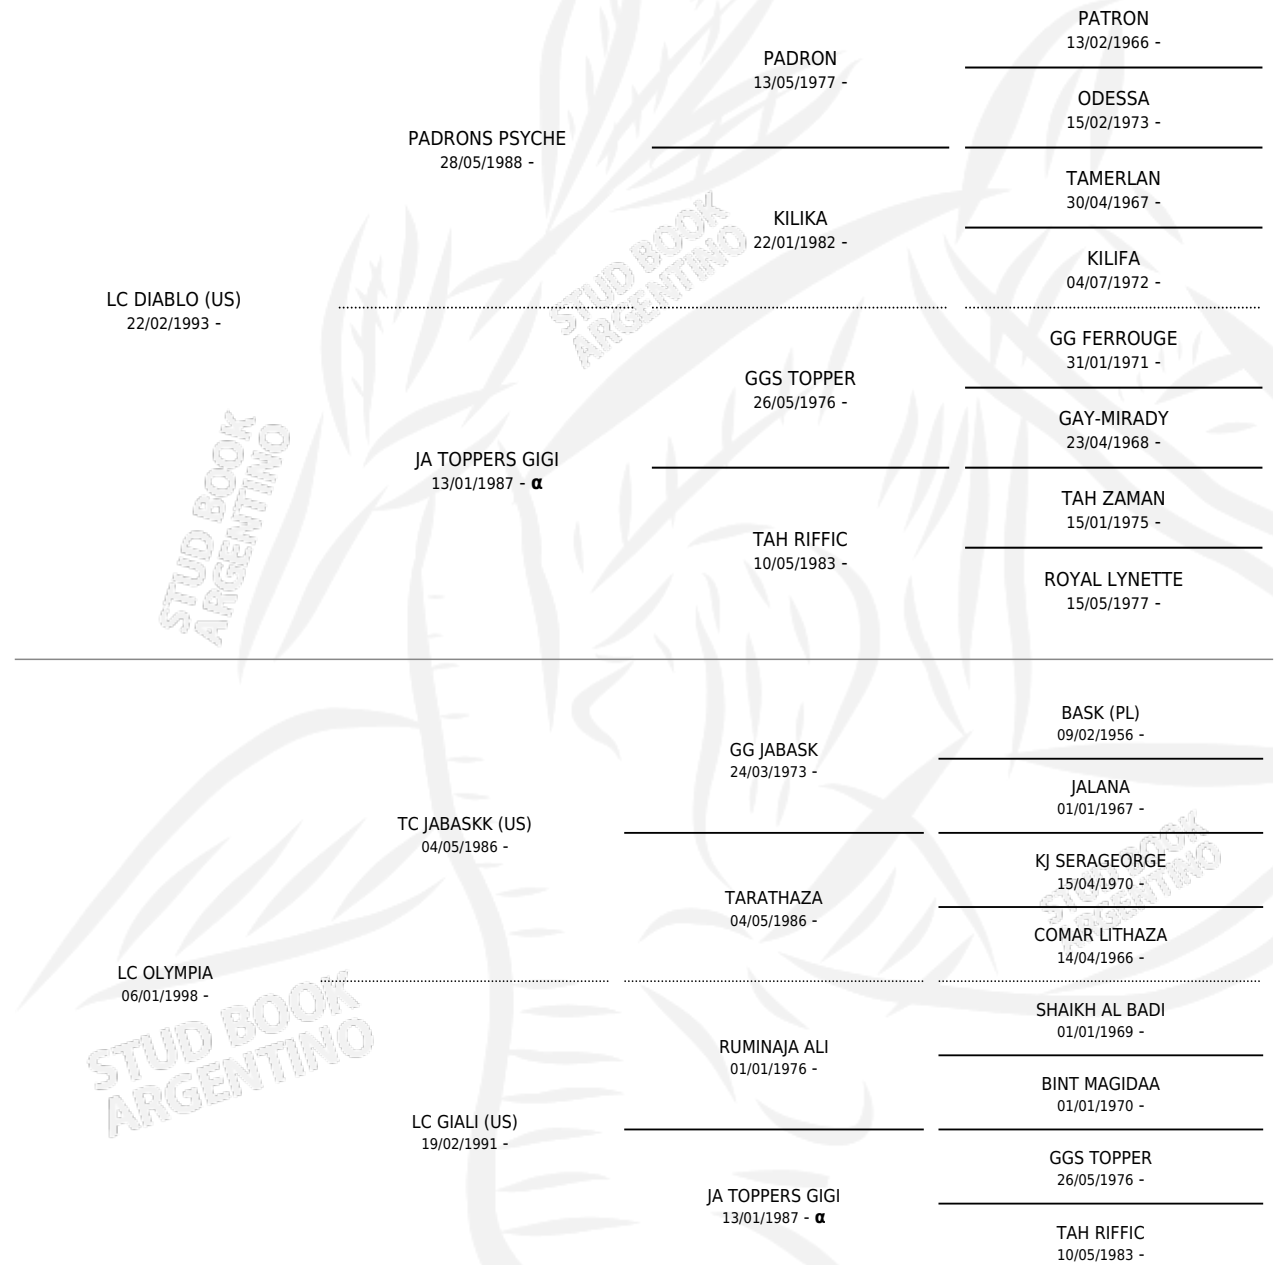 PATRON
13/02/1966 -
PADRON
13/05/1977 -
ODESSA
15/02/1973 -
PADRONS PSYCHE
28/05/1988 -
TAMERLAN
30/04/1967 -
KILIKA
22/01/1982 -
KILIFA
04/07/1972 -
LC DIABLO (US)
22/02/1993 -
GG FERROUGE
31/01/1971 -
GGS TOPPER
26/05/1976 -
GAY-MIRADY
23/04/1968 -
JA TOPPERS GIGI
13/01/1987 - α
TAH ZAMAN
15/01/1975 -
TAH RIFFIC
10/05/1983 -
ROYAL LYNETTE
15/05/1977 -
BASK (PL)
09/02/1956 -
GG JABASK
24/03/1973 -
JALANA
01/01/1967 -
TC JABASKK (US)
04/05/1986 -
KJ SERAGEORGE
15/04/1970 -
TARATHAZA
04/05/1986 -
COMAR LITHAZA
14/04/1966 -
LC OLYMPIA
06/01/1998 -
SHAIKH AL BADI
01/01/1969 -
RUMINAJA ALI
01/01/1976 -
BINT MAGIDAA
01/01/1970 -
LC GIALI (US)
19/02/1991 -
GGS TOPPER
26/05/1976 -
JA TOPPERS GIGI
13/01/1987 - α
TAH RIFFIC
10/05/1983 -
STUD BOOK
ARGENTINO
STUD BOOK
ARGENTINO
STUD BOOK
ARGENTINO
STUD BOOK
ARGENTINO